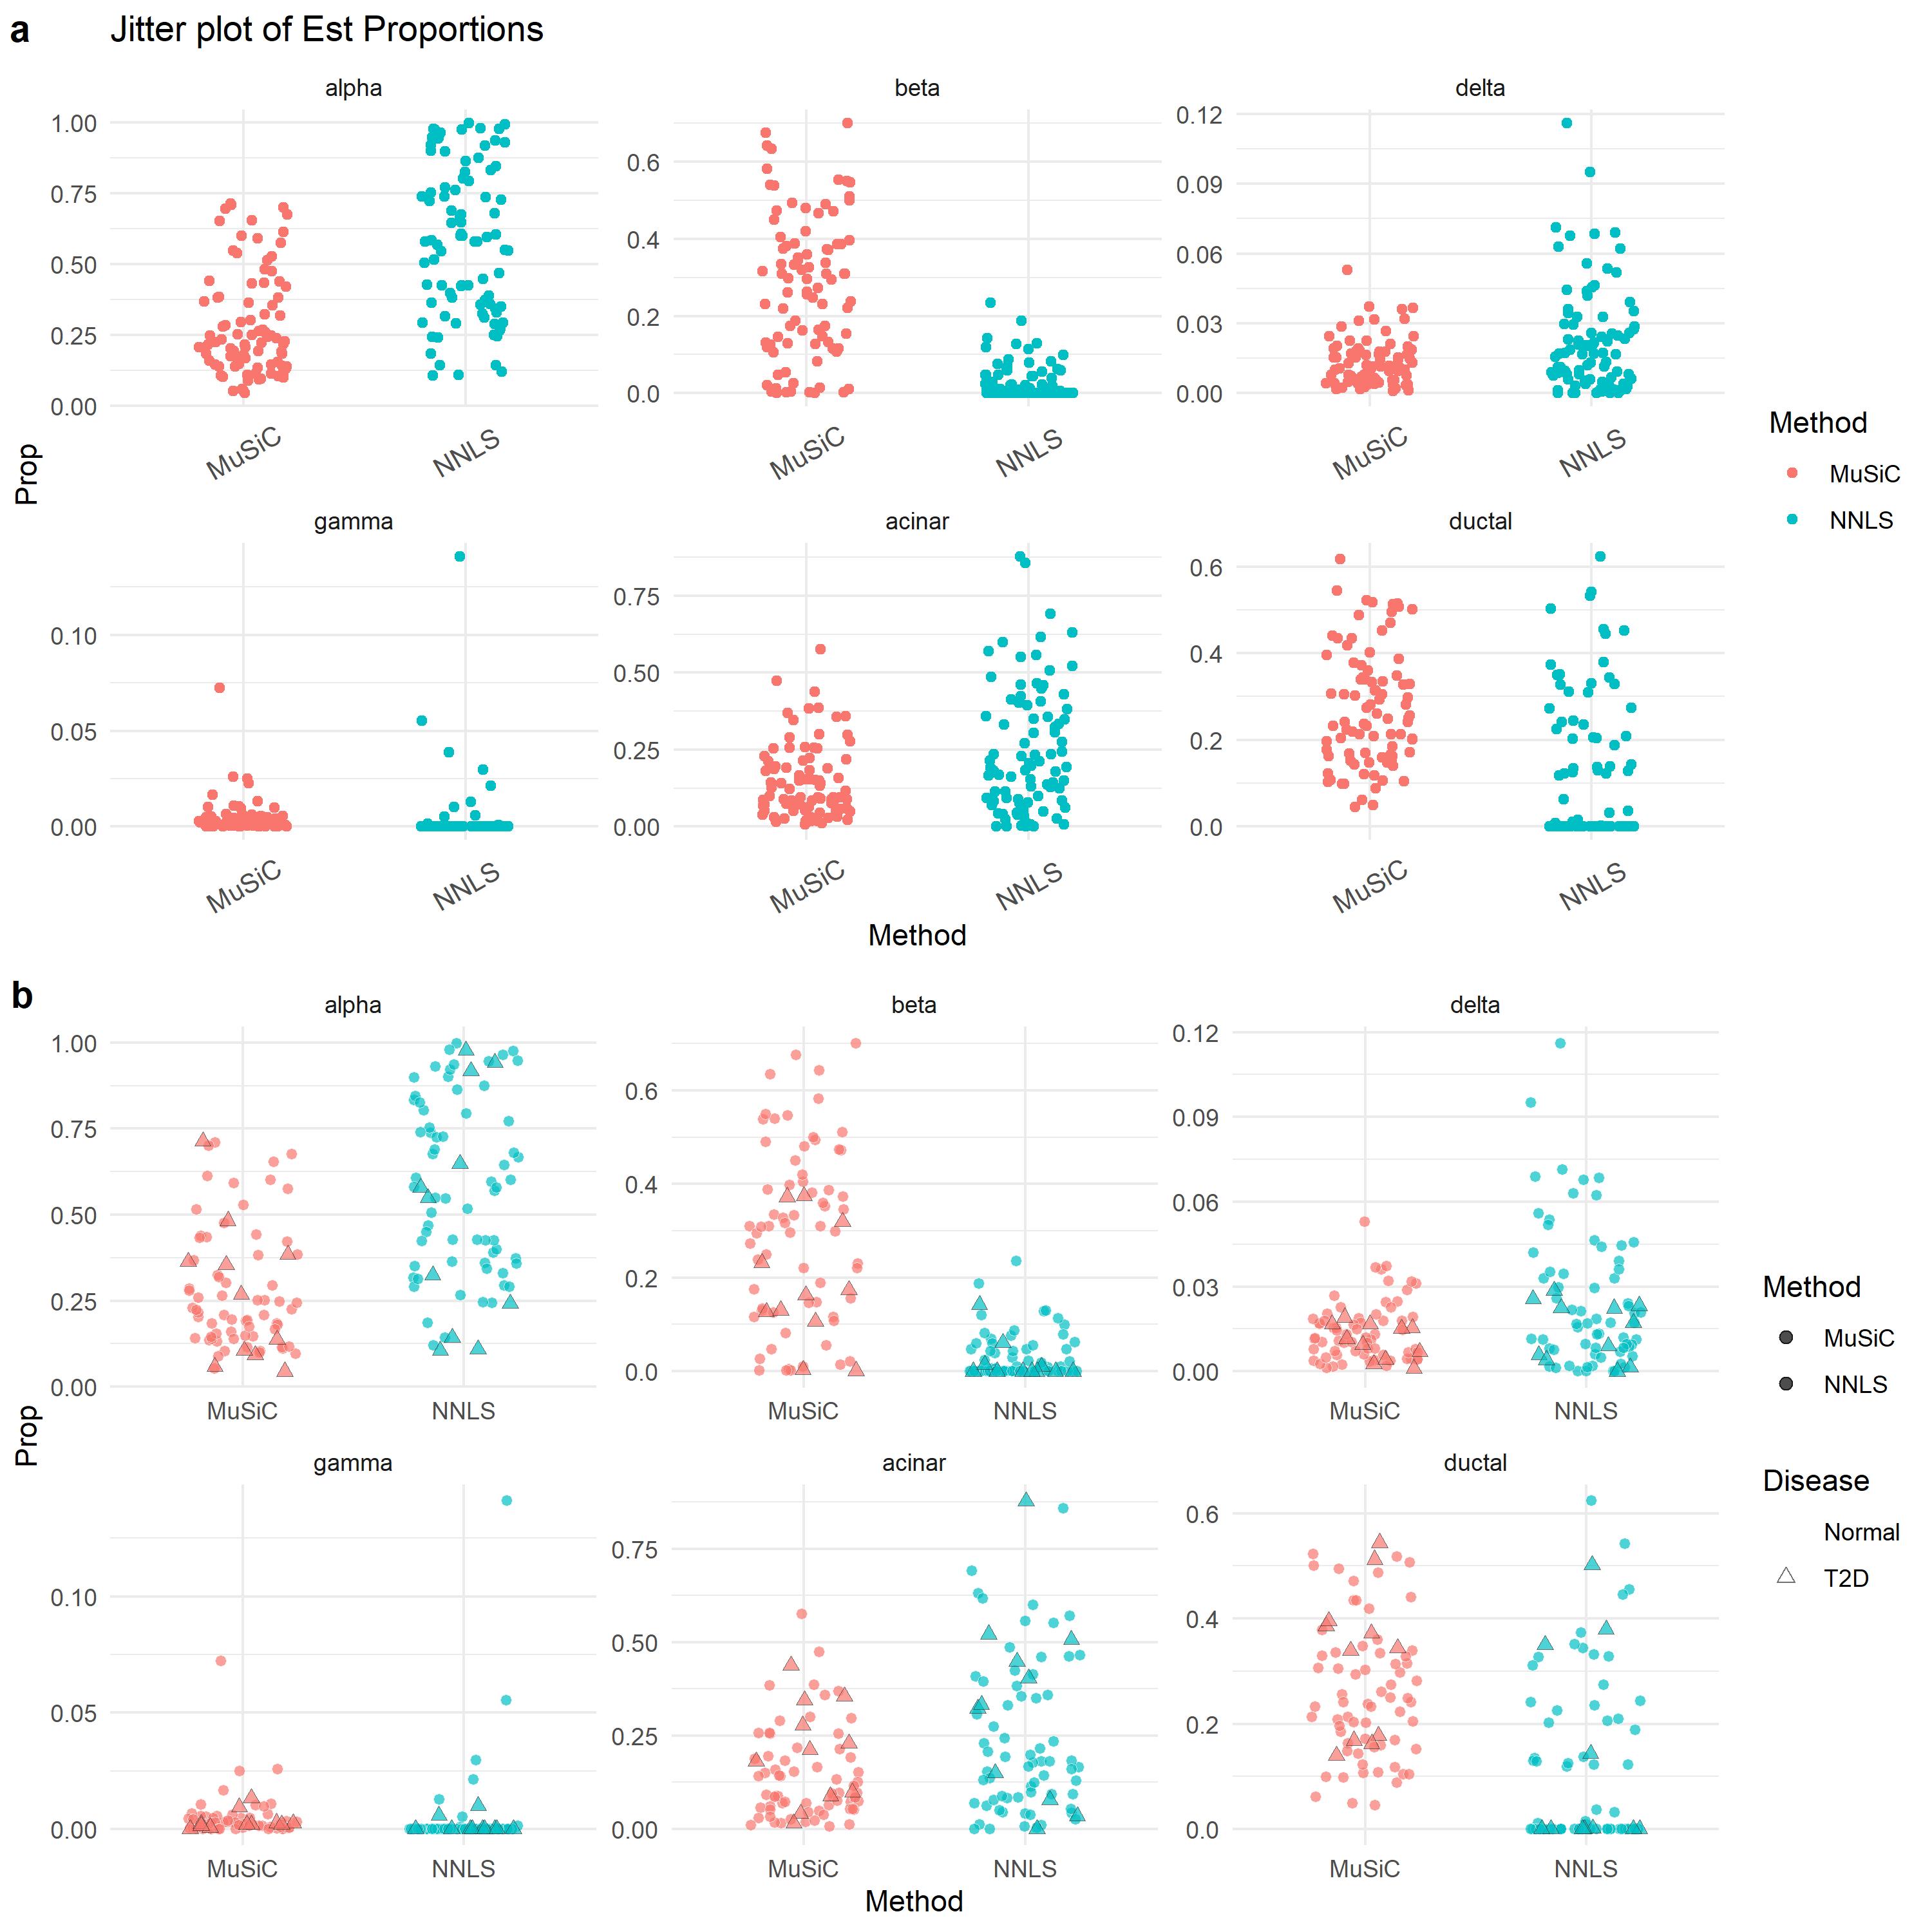 a
Jitter plot of Est Proportions
alpha
beta
delta
1.00
0.75
0.50
0.25
0.00
0.6
0.4
0.2
0.0
0.12
0.09
0.06
0.03
0.00
MuSiC NNLS
MuSiC NNLS
MuSiC NNLS
Prop
gamma
acinar
ductal
0.10
0.05
0.00
0.75
0.50
0.25
0.00
0.6
0.4
0.2
0.0
MuSiC NNLS
MuSiC NNLS
MuSiC NNLS
Method
Method
MuSiC
NNLS
b
alpha
beta
delta
1.00
0.75
0.50
0.25
0.00
0.6
0.4
0.2
0.0
0.12
0.09
0.06
0.03
0.00
MuSiC NNLS
MuSiC NNLS
MuSiC NNLS
Prop
gamma
acinar
ductal
0.10
0.05
0.00
0.75
0.50
0.25
0.00
0.6
0.4
0.2
0.0
MuSiC NNLS
MuSiC NNLS
MuSiC NNLS
Method
Method
MuSiC
NNLS
Disease
Normal
T2D